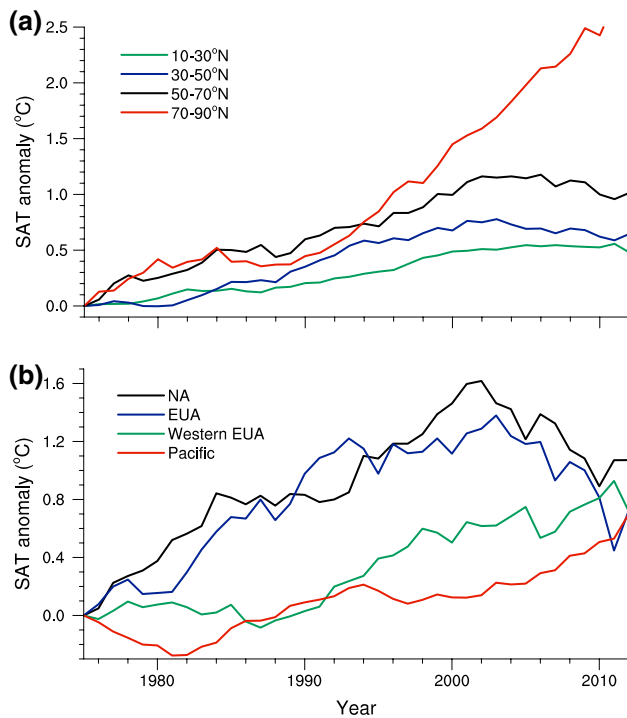 (a)
SAT anomaly (°C)
2.5
2.0
1.5
1.0
0.5
0.0
10-30°N
30-50°N
50-70°N
70-90°N
(b)
SAT anomaly (°C)
1.6
1.2
0.8
0.4
0.0
NA
EUA
Western EUA
Pacific
1980 1990 2000 2010
Year